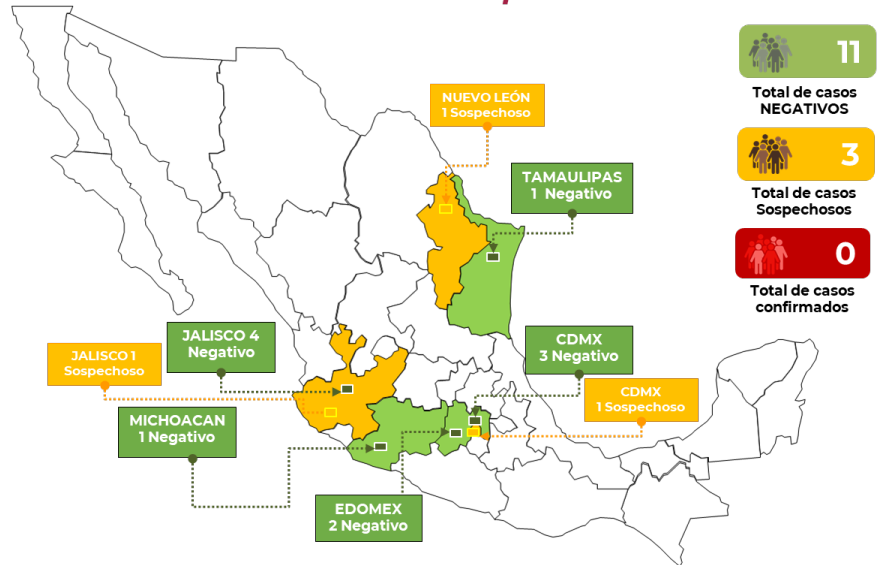 11
Total de casos
NEGATIVOS
NUEVO LEÓN
1 Sospechoso
3
Total de casos
Sospechosos
TAMAULIPAS
1 Negativo
0
Total de casos
confirmados
JALISCO 4
Negativo
CDMX
3 Negativo
JALISCO 1
Sospechoso
CDMX
1 Sospechoso
MICHOACAN
1 Negativo
EDOMEX
2 Negativo